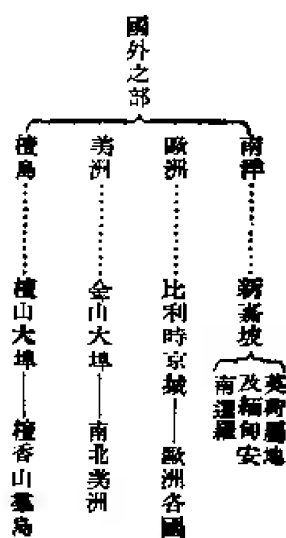 國外之部
南洋
新嘉坡
英荷屬地
及緬甸安
南暹羅
歐洲
比利時京城
歐洲各國
美洲
金山大埠
南北美洲
檀島
檀山大埠
檀香山羣島